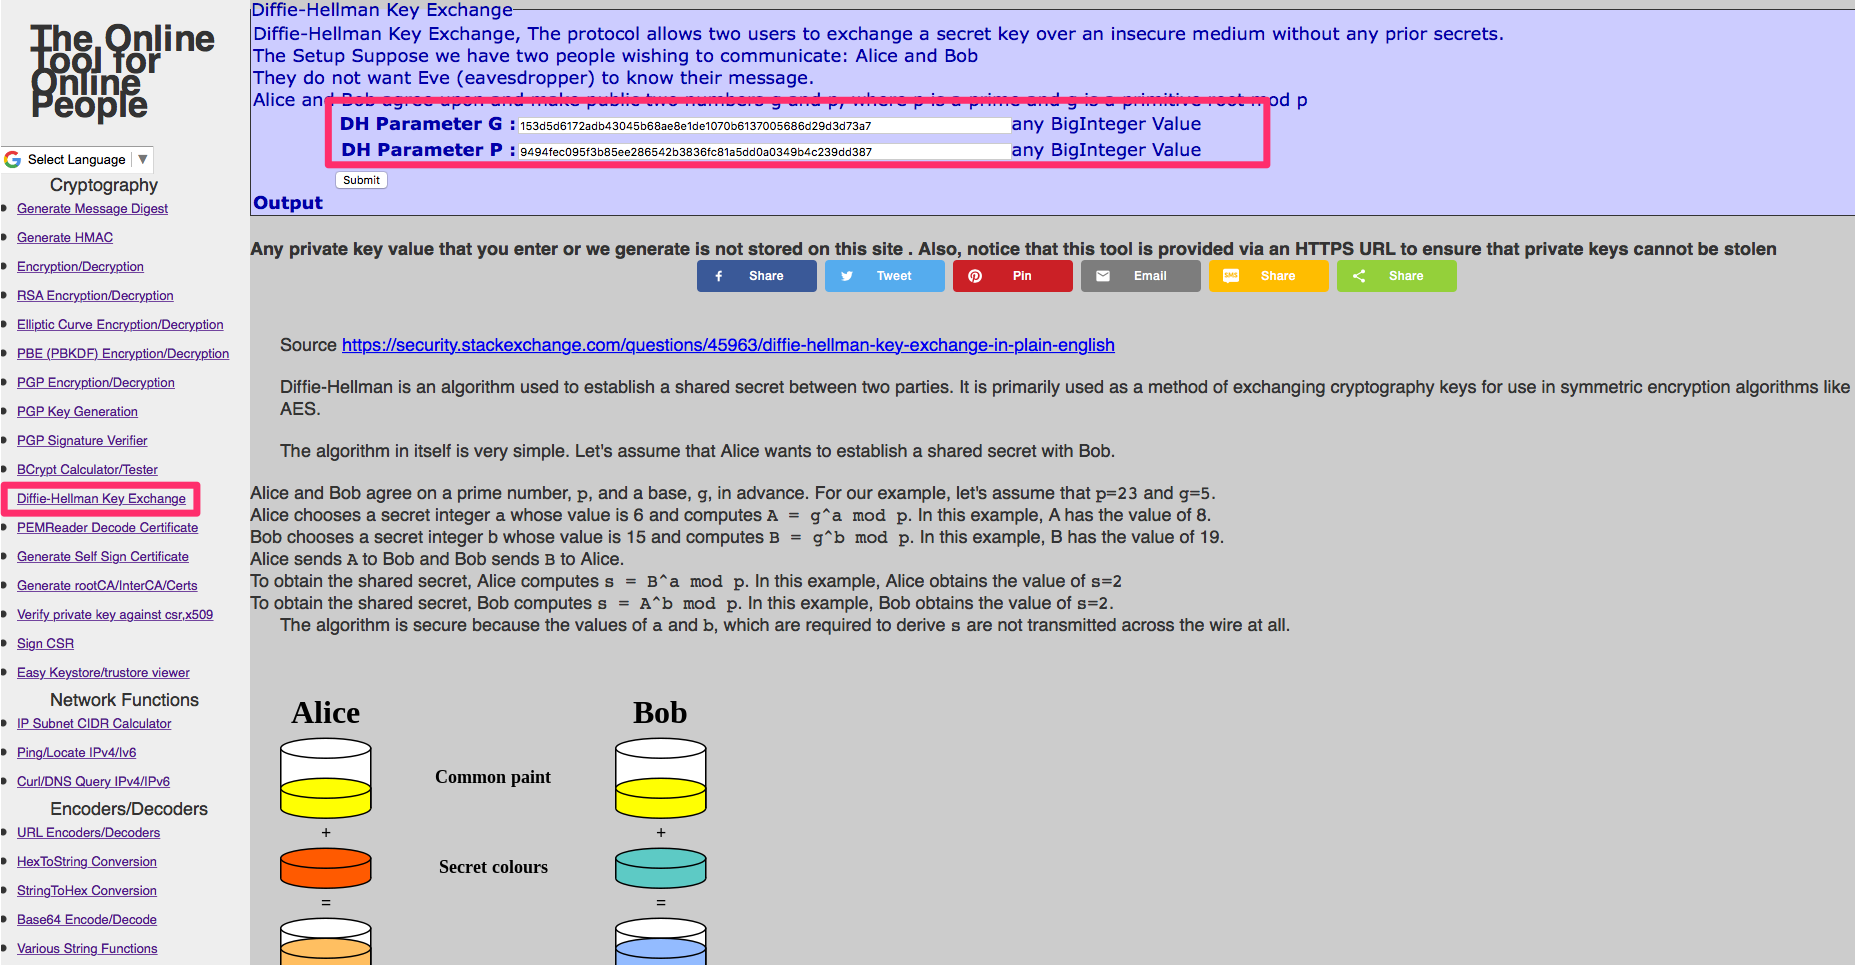 The Online
Tool for
Online
People
Select Language ▼
Cryptography
Generate Message Digest
Generate HMAC
Encryption/Decryption
RSA Encryption/Decryption
Elliptic Curve Encryption/Decryption
PBE (PBKDF) Encryption/Decryption
PGP Encryption/Decryption
PGP Key Generation
PGP Signature Verifier
BCrypt Calculator/Tester
Diffie-Hellman Key Exchange
PEMReader Decode Certificate
Generate Self Sign Certificate
Generate rootCA/InterCA/Certs
Verify private key against csr,x509
Sign CSR
Easy Keystore/trustore viewer
Network Functions
IP Subnet CIDR Calculator
Ping/Locate IPv4/Iv6
Curl/DNS Query IPv4/IPv6
Encoders/Decoders
URL Encoders/Decoders
HexToString Conversion
StringToHex Conversion
Base64 Encode/Decode
Various String Functions
Diffie-Hellman Key Exchange
Diffie-Hellman Key Exchange, The protocol allows two users to exchange a secret key over an insecure medium without any prior secrets.
The Setup Suppose we have two people wishing to communicate: Alice and Bob
They do not want Eve (eavesdropper) to know their message.
Alice and Bob agree upon and make public two numbers g and p, where p is a prime and g is a primitive root mod p
DH Parameter G : 153d5d6172adb43045b68ae8e1de1070b6137005686d29d3d73a7 any BigInteger Value
DH Parameter P : 9494fec095f3b85ee286542b3836fc81a5dd0a0349b4c239dd387 any BigInteger Value
Submit
Output
Any private key value that you enter or we generate is not stored on this site . Also, notice that this tool is provided via an HTTPS URL to ensure that private keys cannot be stolen
Share Tweet Pin Email SMS Share Share
Source https://security.stackexchange.com/questions/45963/diffie-hellman-key-exchange-in-plain-english
Diffie-Hellman is an algorithm used to establish a shared secret between two parties. It is primarily used as a method of exchanging cryptography keys for use in symmetric encryption algorithms like
AES.
The algorithm in itself is very simple. Let's assume that Alice wants to establish a shared secret with Bob.
Alice and Bob agree on a prime number, p, and a base, g, in advance. For our example, let's assume that p=23 and g=5.
Alice chooses a secret integer a whose value is 6 and computes A = g^a mod p. In this example, A has the value of 8.
Bob chooses a secret integer b whose value is 15 and computes B = g^b mod p. In this example, B has the value of 19.
Alice sends A to Bob and Bob sends B to Alice.
To obtain the shared secret, Alice computes s = B^a mod p. In this example, Alice obtains the value of s=2
To obtain the shared secret, Bob computes s = A^b mod p. In this example, Bob obtains the value of s=2.
The algorithm is secure because the values of a and b, which are required to derive s are not transmitted across the wire at all.
Alice Bob
Common paint
+ +
Secret colours
= =